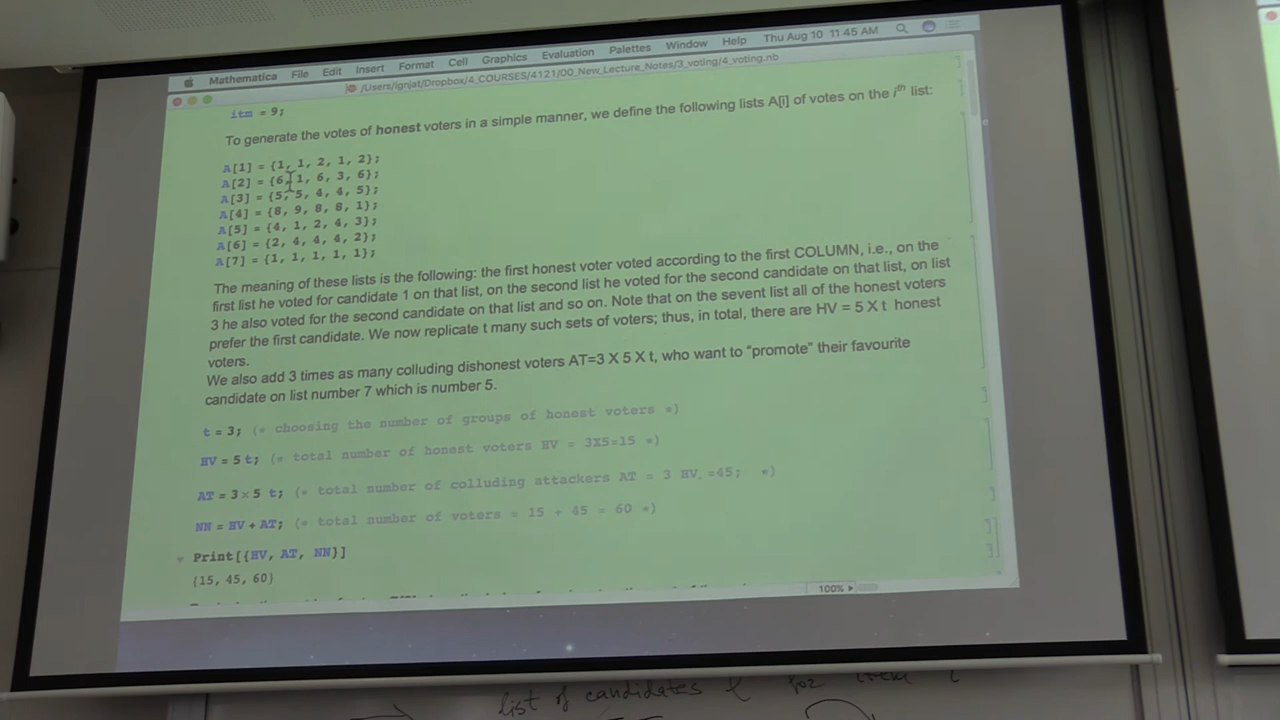 Mathematica File Edit Insert Format Cell Graphics Evaluation Palettes Window Help Thu Aug 10 11:45 AM
/Users/ignjat/Dropbox/4_COURSES/4121/00_New_Lecture_Notes/3_voting/4_voting.nb
itm = 9;
To generate the votes of honest voters in a simple manner, we define the following lists A[i] of votes on the ith list:
A[1] = {1, 1, 2, 1, 2};
A[2] = {6, 1, 6, 3, 6};
A[3] = {5, 5, 4, 4, 5};
A[4] = {8, 9, 8, 8, 1};
A[5] = {4, 1, 2, 4, 3};
A[6] = {2, 4, 4, 4, 2};
A[7] = {1, 1, 1, 1, 1};
The meaning of these lists is the following: the first honest voter voted according to the first COLUMN, i.e., on the
first list he voted for candidate 1 on that list, on the second list he voted for the second candidate on that list, on list
3 he also voted for the second candidate on that list and so on. Note that on the sevent list all of the honest voters
prefer the first candidate. We now replicate t many such sets of voters; thus, in total, there are HV = 5 X t honest
voters.
We also add 3 times as many colluding dishonest voters AT=3 X 5 X t, who want to "promote" their favourite
candidate on list number 7 which is number 5.
t = 3; (* choosing the number of groups of honest voters *)
HV = 5 t; (* total number of honest voters HV = 3X5=15 *)
AT = 3 × 5 t; (* total number of colluding attackers AT = 3 HV =45; *)
NN = HV + AT; (* total number of voters = 15 + 45 = 60 *)
Print[{HV, AT, NN}]
{15, 45, 60}
100%
list of candidates for item